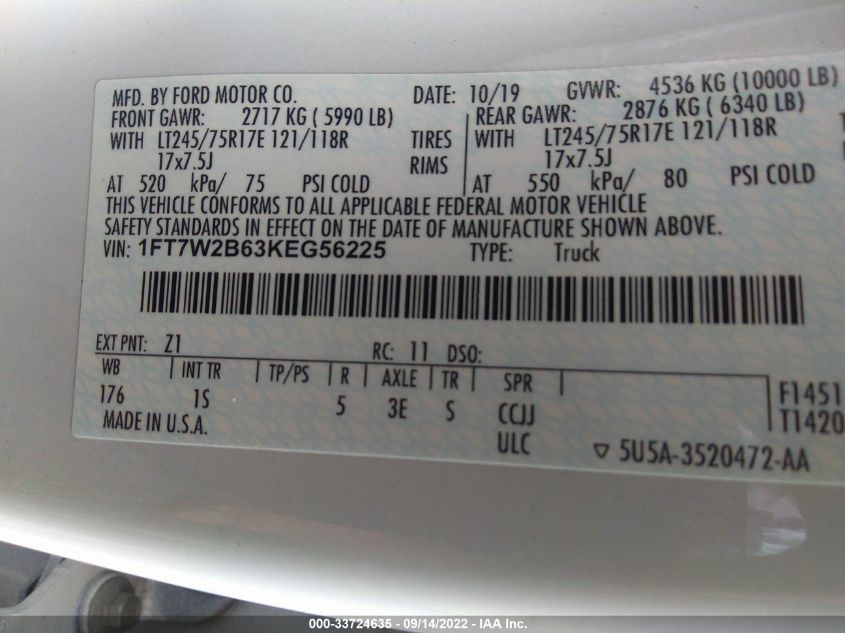 MFD. BY FORD MOTOR CO. DATE: 10/19 GVWR: 4536 KG (10000 LB)
FRONT GAWR: 2717 KG ( 5990 LB) REAR GAWR: 2876 KG ( 6340 LB)
WITH LT245/75R17E 121/118R TIRES WITH LT245/75R17E 121/118R
17x7.5J RIMS 17x7.5J
AT 520 kPa/ 75 PSI COLD AT 550 kPa/ 80 PSI COLD
THIS VEHICLE CONFORMS TO ALL APPLICABLE FEDERAL MOTOR VEHICLE
SAFETY STANDARDS IN EFFECT ON THE DATE OF MANUFACTURE SHOWN ABOVE.
VIN: 1FT7W2B63KEG56225 TYPE: Truck
EXT PNT: Z1 RC: 11 DSO:
WB INT TR TP/PS R AXLE TR SPR
176 1S 5 3E S CCJJ
F1451
MADE IN U.S.A. ULC T1420
▽ 5U5A-3520472-AA
000-33724635 - 09/14/2022 - IAA Inc.